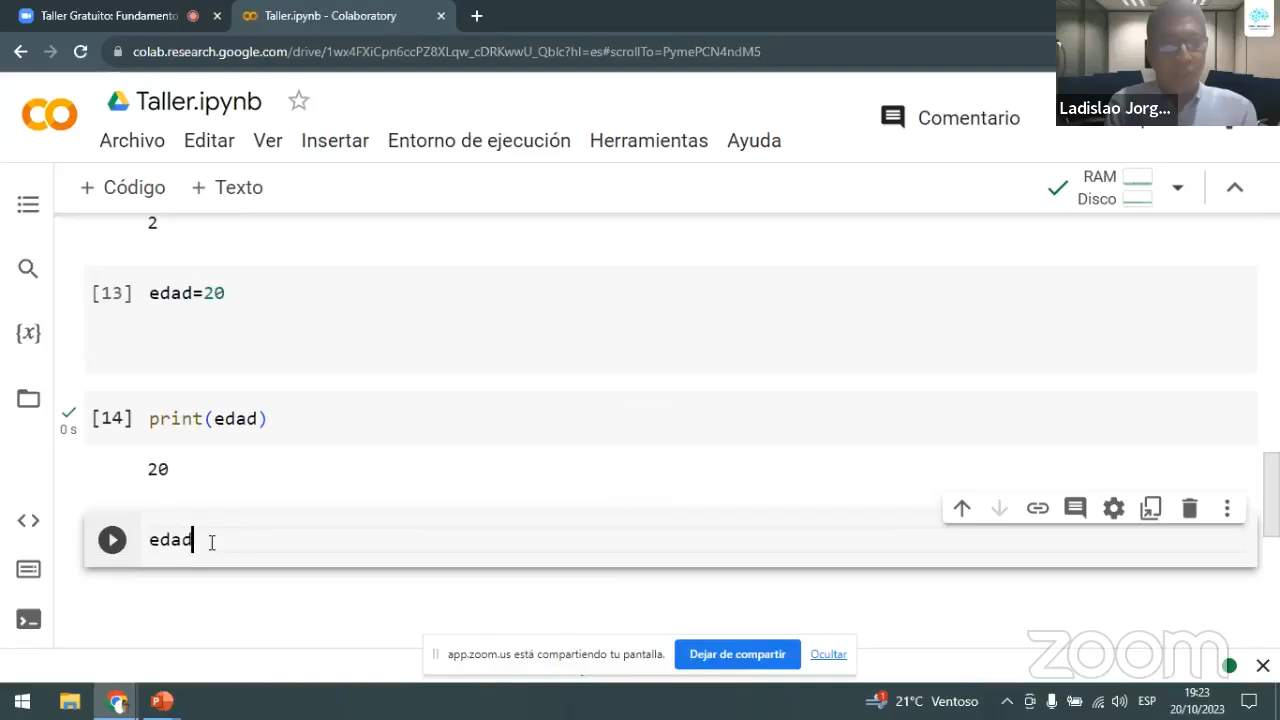 Taller Gratuito: Fundamento
Taller.ipynb - Colaboratory
colab.research.google.com/drive/1wx4FXiCpn6ccPZ8XLqw_cDRKwwU_Qblc?hl=es#scrollTo=PymePCN4ndM5
Ladislao Jorg...
CO
Taller.ipynb
Comentario
Archivo Editar Ver Insertar Entorno de ejecución Herramientas Ayuda
+ Código + Texto
RAM
Disco
2
[13] edad=20
{x}
[14] print(edad)
0 s
20
edad
app.zoom.us está compartiendo tu pantalla.
Dejar de compartir
Ocultar
zoom
21°C Ventoso
ESP
19:23
20/10/2023